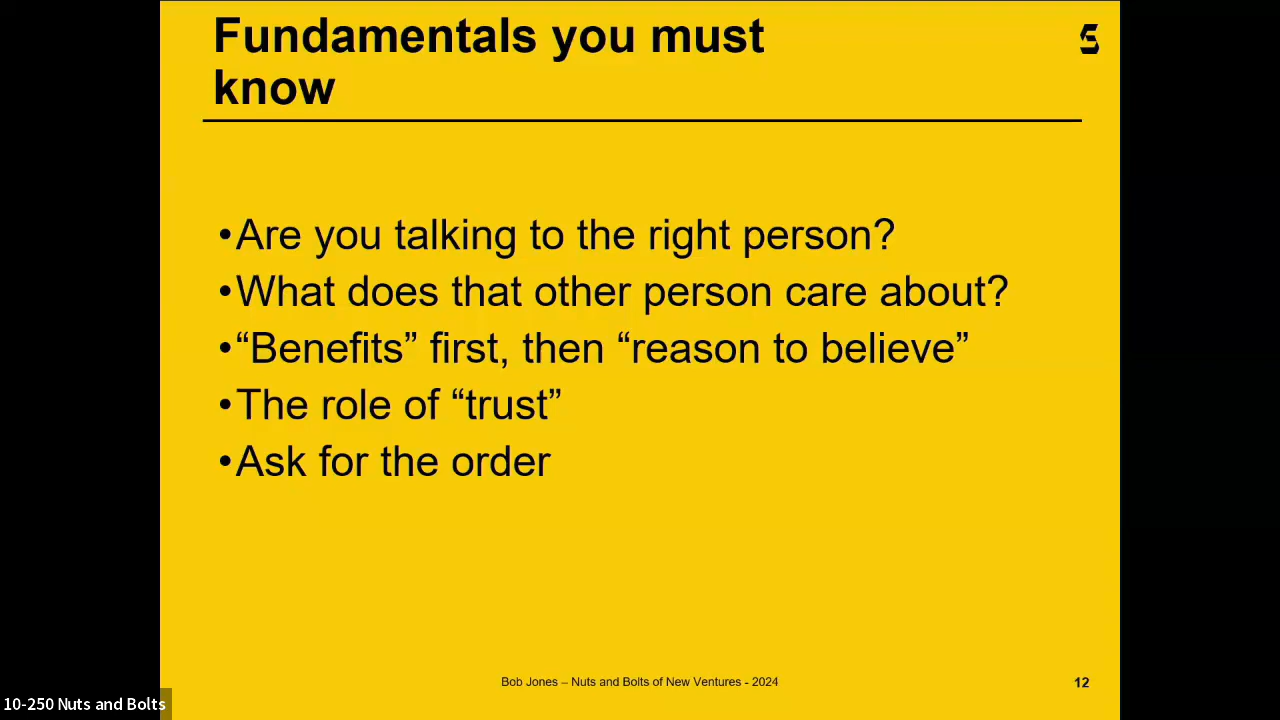 Fundamentals you must
know
•Are you talking to the right person?
•What does that other person care about?
•“Benefits” first, then “reason to believe”
•The role of “trust”
•Ask for the order
Bob Jones – Nuts and Bolts of New Ventures - 2024
12
10-250 Nuts and Bolts